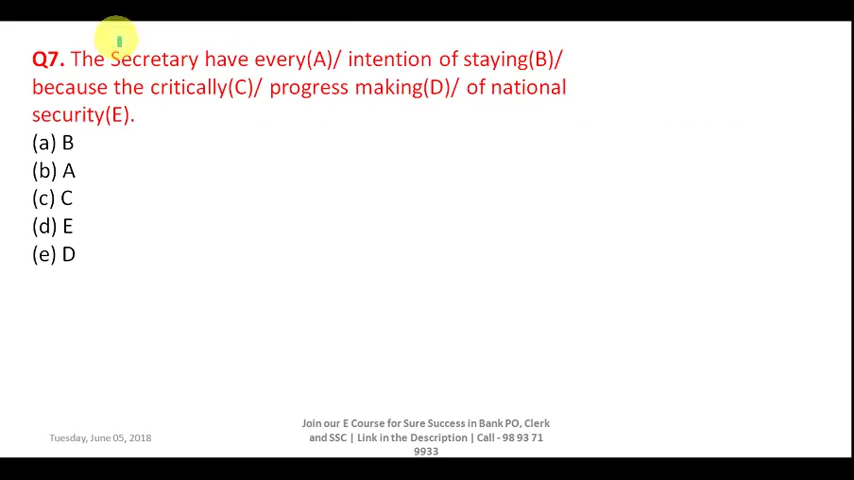 Q7. The Secretary have every(A)/ intention of staying(B)/
because the critically(C)/ progress making(D)/ of national
security(E).
(a) B
(b) A
(c) C
(d) E
(e) D
Tuesday, June 05, 2018
Join our E Course for Sure Success in Bank PO, Clerk
and SSC | Link in the Description | Call - 98 93 71
9933